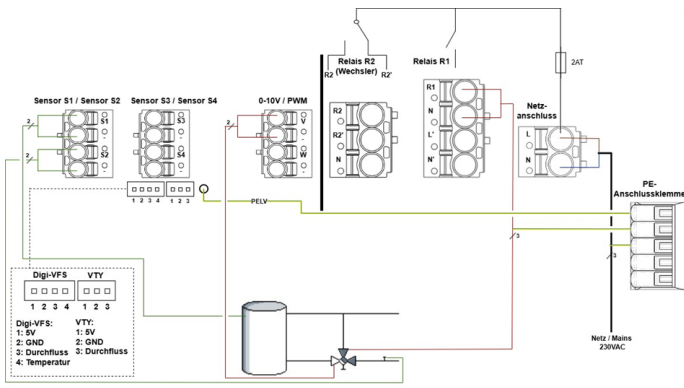 Relais R2
(Wechsler)
R2
R2'
Relais R1
2AT
Sensor S1 / Sensor S2
Sensor S3 / Sensor S4
0-10V / PWM
Netz-
anschluss
2
S1
-
2
S2
-
S3
-
S4
-
2
V
-
W
-
R2
R2'
N
R1
N
L'
N'
L
N
1 2 3 4
1 2 3
PELV
PE-
Anschlussklemme
3
3
Digi-VFS
VTY
1 2 3 4
1 2 3
Digi-VFS:
1: 5V
2: GND
3: Durchfluss
4: Temperatur
VTY:
1: 5V
2: GND
3: Durchfluss
Netz / Mains
230VAC